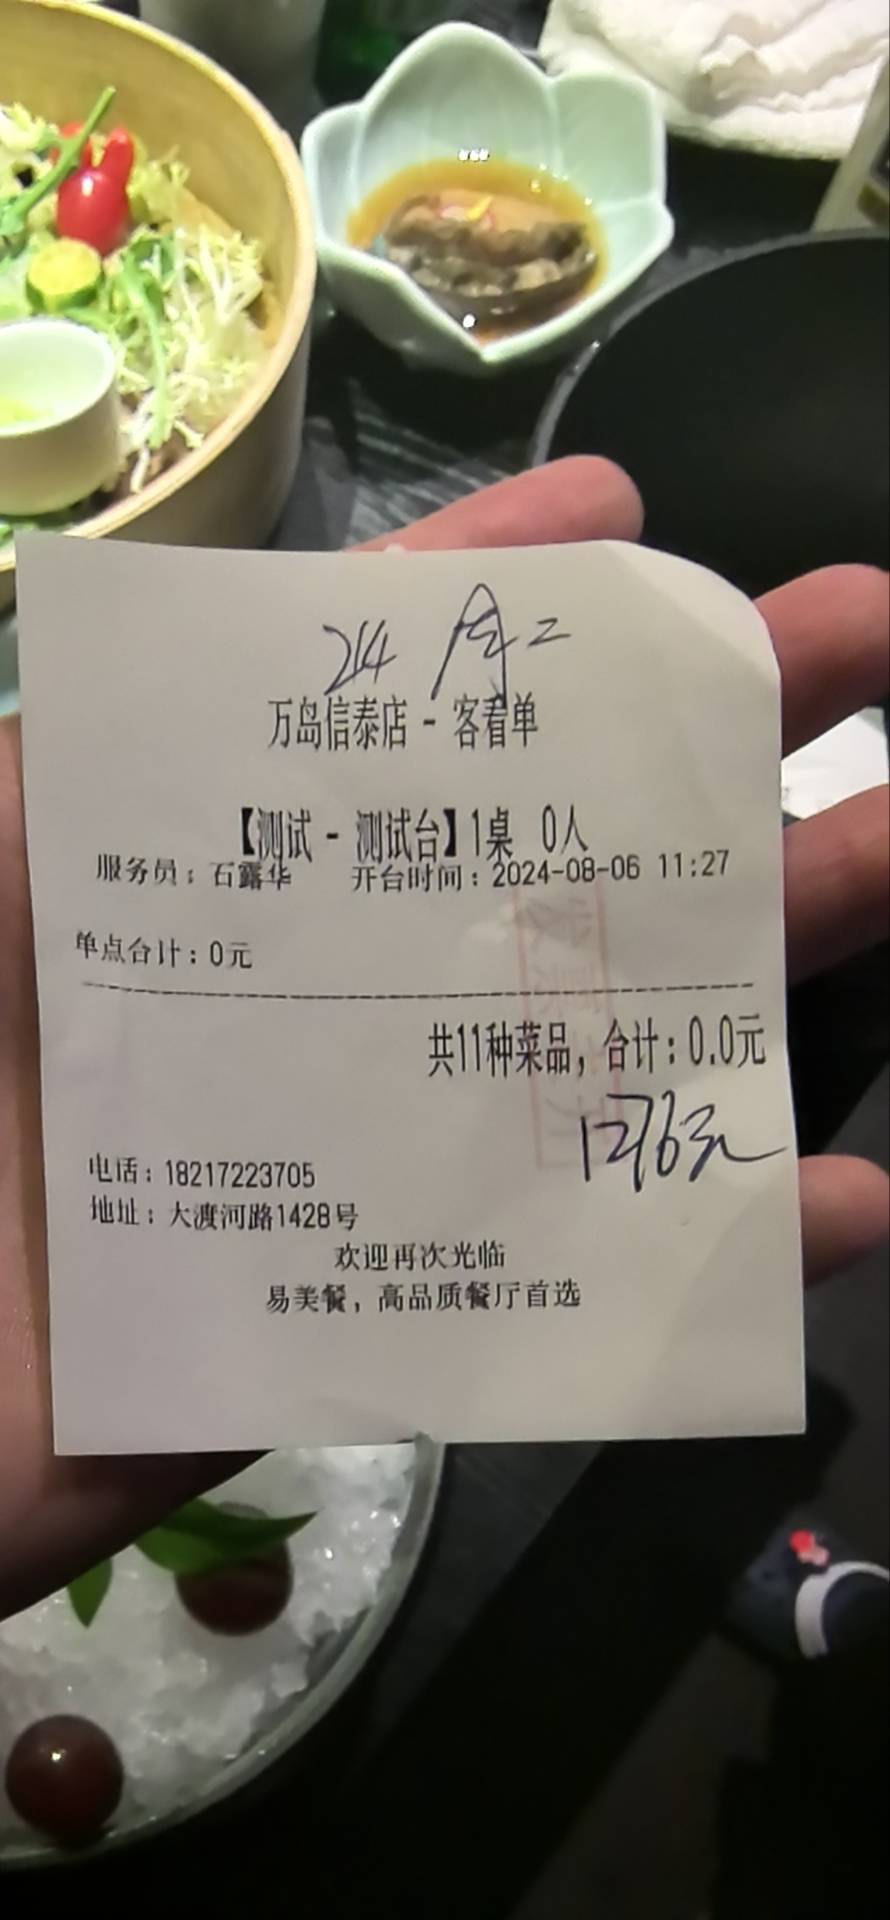 214 周二
万岛信泰店 - 客看单
【测试 - 测试台】1桌 0人
服务员：石露华 开台时间：2024-08-06 11:27
单点合计：0元
共11种菜品，合计：0.0元
1276元
电话：18217223705
地址：大渡河路1428号
欢迎再次光临
易美餐，高品质餐厅首选